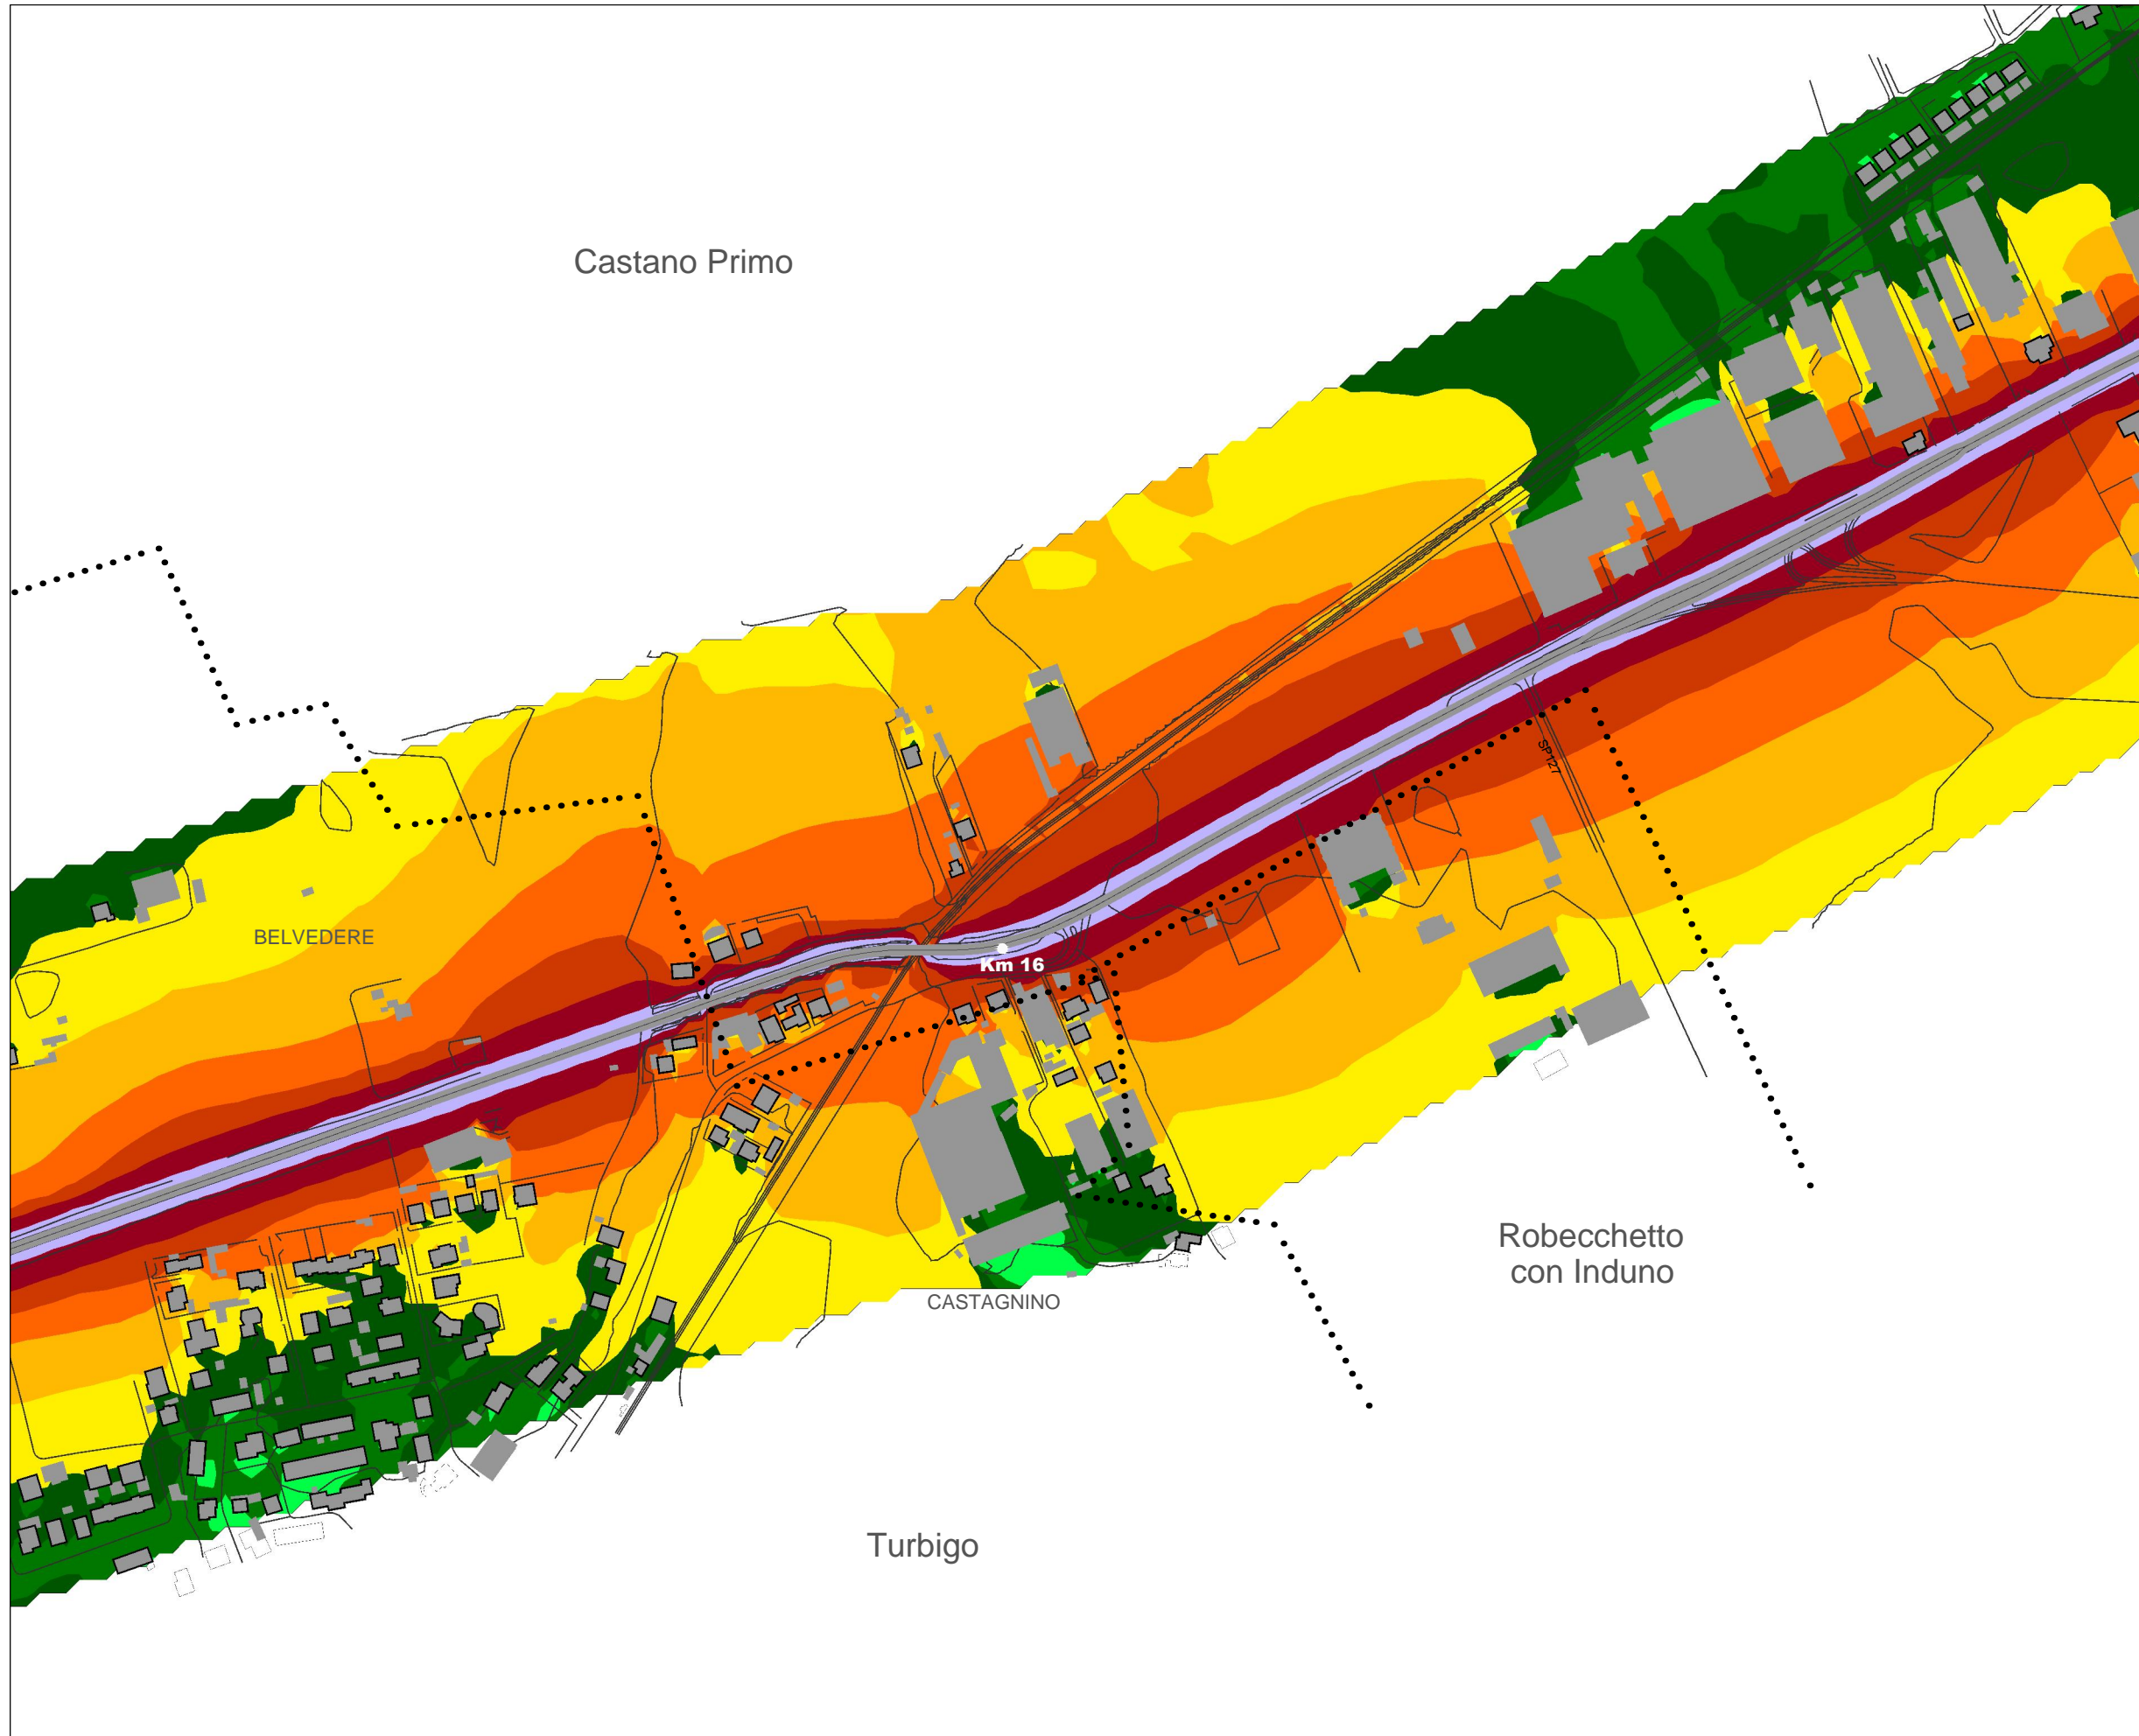 Castano Primo
SP127
BELVEDERE
Km 16
Robecchetto
con Induno
CASTAGNINO
Turbigo